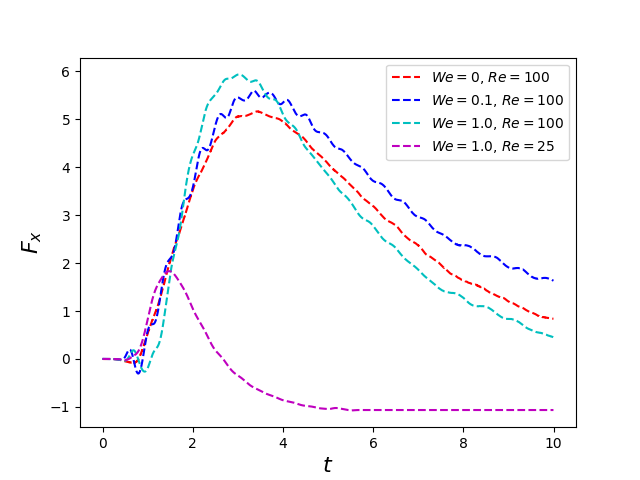 We = 0, Re = 100
We = 0.1, Re = 100
We = 1.0, Re = 100
We = 1.0, Re = 25
6
5
4
3
2
1
0
−1
F_x
0 2 4 6 8 10
t